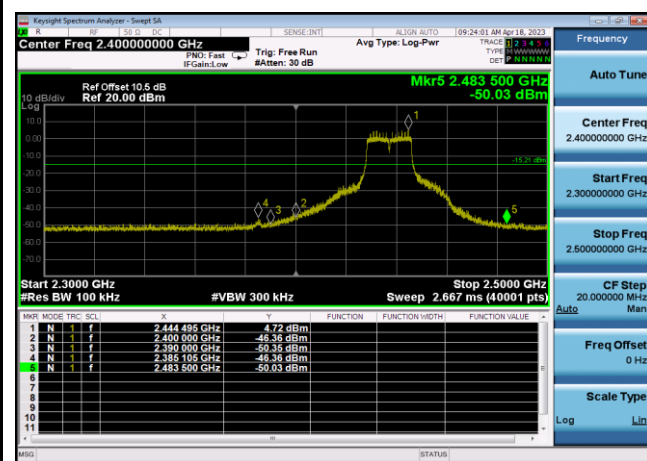 Keysight Spectrum Analyzer - Swept SA
R RF 50 Ω DC SENSE:INT ALIGN AUTO 09:24:01 AM Apr 18, 2023
Center Freq 2.400000000 GHz
PNO: Fast
IFGain:Low
Trig: Free Run
#Atten: 30 dB
Avg Type: Log-Pwr
TRACE 1 2 3 4 5 6
TYPE M
DET P N N N N N
Frequency
Auto Tune
Center Freq
2.400000000 GHz
Start Freq
2.300000000 GHz
Stop Freq
2.500000000 GHz
CF Step
20.000000 MHz
Auto Man
Freq Offset
0 Hz
Scale Type
Log Lin
Mkr5 2.483 500 GHz
-50.03 dBm
Ref Offset 10.5 dB
10 dB/div Ref 20.00 dBm
Log
10.0
0.00
-10.0
-20.0
-30.0
-40.0
-50.0
-60.0
-70.0
1
-15.21 dBm
4
3
2
5
Start 2.3000 GHz Stop 2.5000 GHz
#Res BW 100 kHz #VBW 300 kHz Sweep 2.667 ms (40001 pts)
MKR MODE TRC SCL X Y FUNCTION FUNCTION WIDTH FUNCTION VALUE
1 N 1 f 2.444 495 GHz 4.72 dBm
2 N 1 f 2.400 000 GHz -46.36 dBm
3 N 1 f 2.390 000 GHz -50.35 dBm
4 N 1 f 2.385 105 GHz -46.36 dBm
5 N 1 f 2.483 500 GHz -50.03 dBm
6
7
8
9
10
11
MSG STATUS